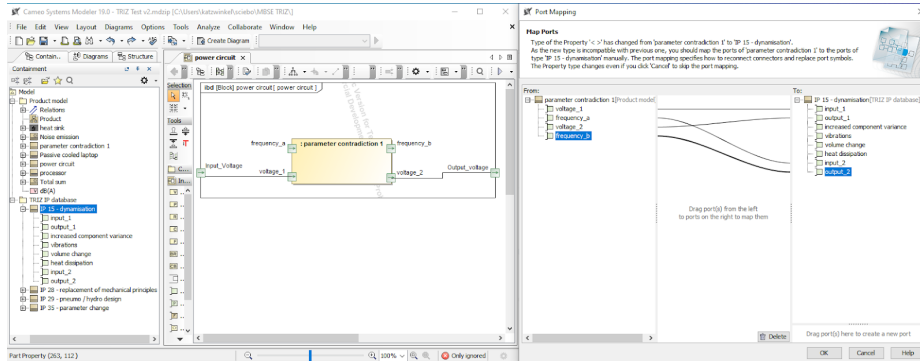 Cameo Systems Modeler 19.0 - TRIZ Test v2.mdzip [C:\Users\katzwinkel\sciebo\MBSE TRIZ\]
File Edit View Layout Diagrams Options Tools Analyze Collaborate Window Help
Create Diagram
Contain.. Diagrams Structure
Containment
Model
Product model
Relations
Product
heat sink
Noise emission
parameter contradiction 1
Passive cooled laptop
power circuit
processor
Total sum
dB(A)
TRIZ IP database
IP 15 - dynamisation
input_1
output_1
increased component variance
vibrations
volume change
heat dissipation
input_2
output_2
IP 28 - replacement of mechanical principles
IP 29 - pneumo / hydro design
IP 35 - parameter change
power circuit
Selection
Tools
C...
In...
ibd [Block] power circuit [ power circuit ]
frequency_a
: parameter contradiction 1
frequency_b
Input_Voltage
voltage_1
voltage_2
Output_voltage
Part Property (263, 112 )
100%
Only ignored
Port Mapping
Map Ports
Type of the Property '< >' has changed from 'parameter contradiction 1' to 'IP 15 - dynamisation'.
As the new type is incompatible with previous one, you should map the ports of 'parameter contradiction 1' to the ports of
type 'IP 15 - dynamisation' manually. The port mapping specifies how to reconnect connectors and replace port symbols.
The Property type changes even if you click 'Cancel' to skip the port mapping.
From:
parameter contradiction 1[Product model
voltage_1
frequency_a
voltage_2
frequency_b
Drag port(s) from the left
to ports on the right to map them
Delete
To:
IP 15 - dynamisation[TRIZ IP database]
input_1
output_1
increased component variance
vibrations
volume change
heat dissipation
input_2
output_2
Drag port(s) here to create a new port
OK Cancel Help